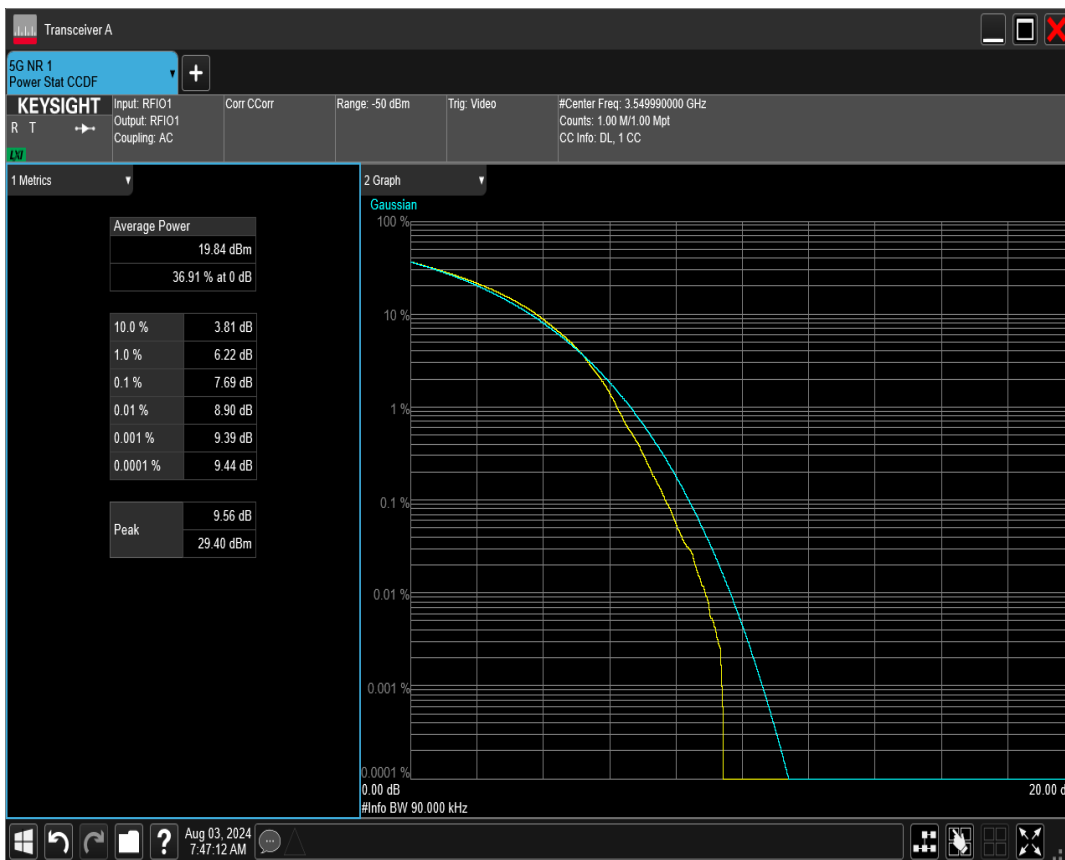 Transceiver A
5G NR 1
Power Stat CCDF
+
KEYSIGHT
R T
LXI
Input: RFIO1
Output: RFIO1
Coupling: AC
Corr CCorr
Range: -50 dBm
Trig: Video
#Center Freq: 3.549990000 GHz
Counts: 1.00 M/1.00 Mpt
CC Info: DL, 1 CC
1 Metrics
Average Power
19.84 dBm
36.91 % at 0 dB
10.0 % 3.81 dB
1.0 % 6.22 dB
0.1 % 7.69 dB
0.01 % 8.90 dB
0.001 % 9.39 dB
0.0001 % 9.44 dB
Peak
9.56 dB
29.40 dBm
2 Graph
Gaussian
100 %
10 %
1 %
0.1 %
0.01 %
0.001 %
0.0001 %
0.00 dB 20.00 d
#Info BW 90.000 kHz
?
Aug 03, 2024
7:47:12 AM